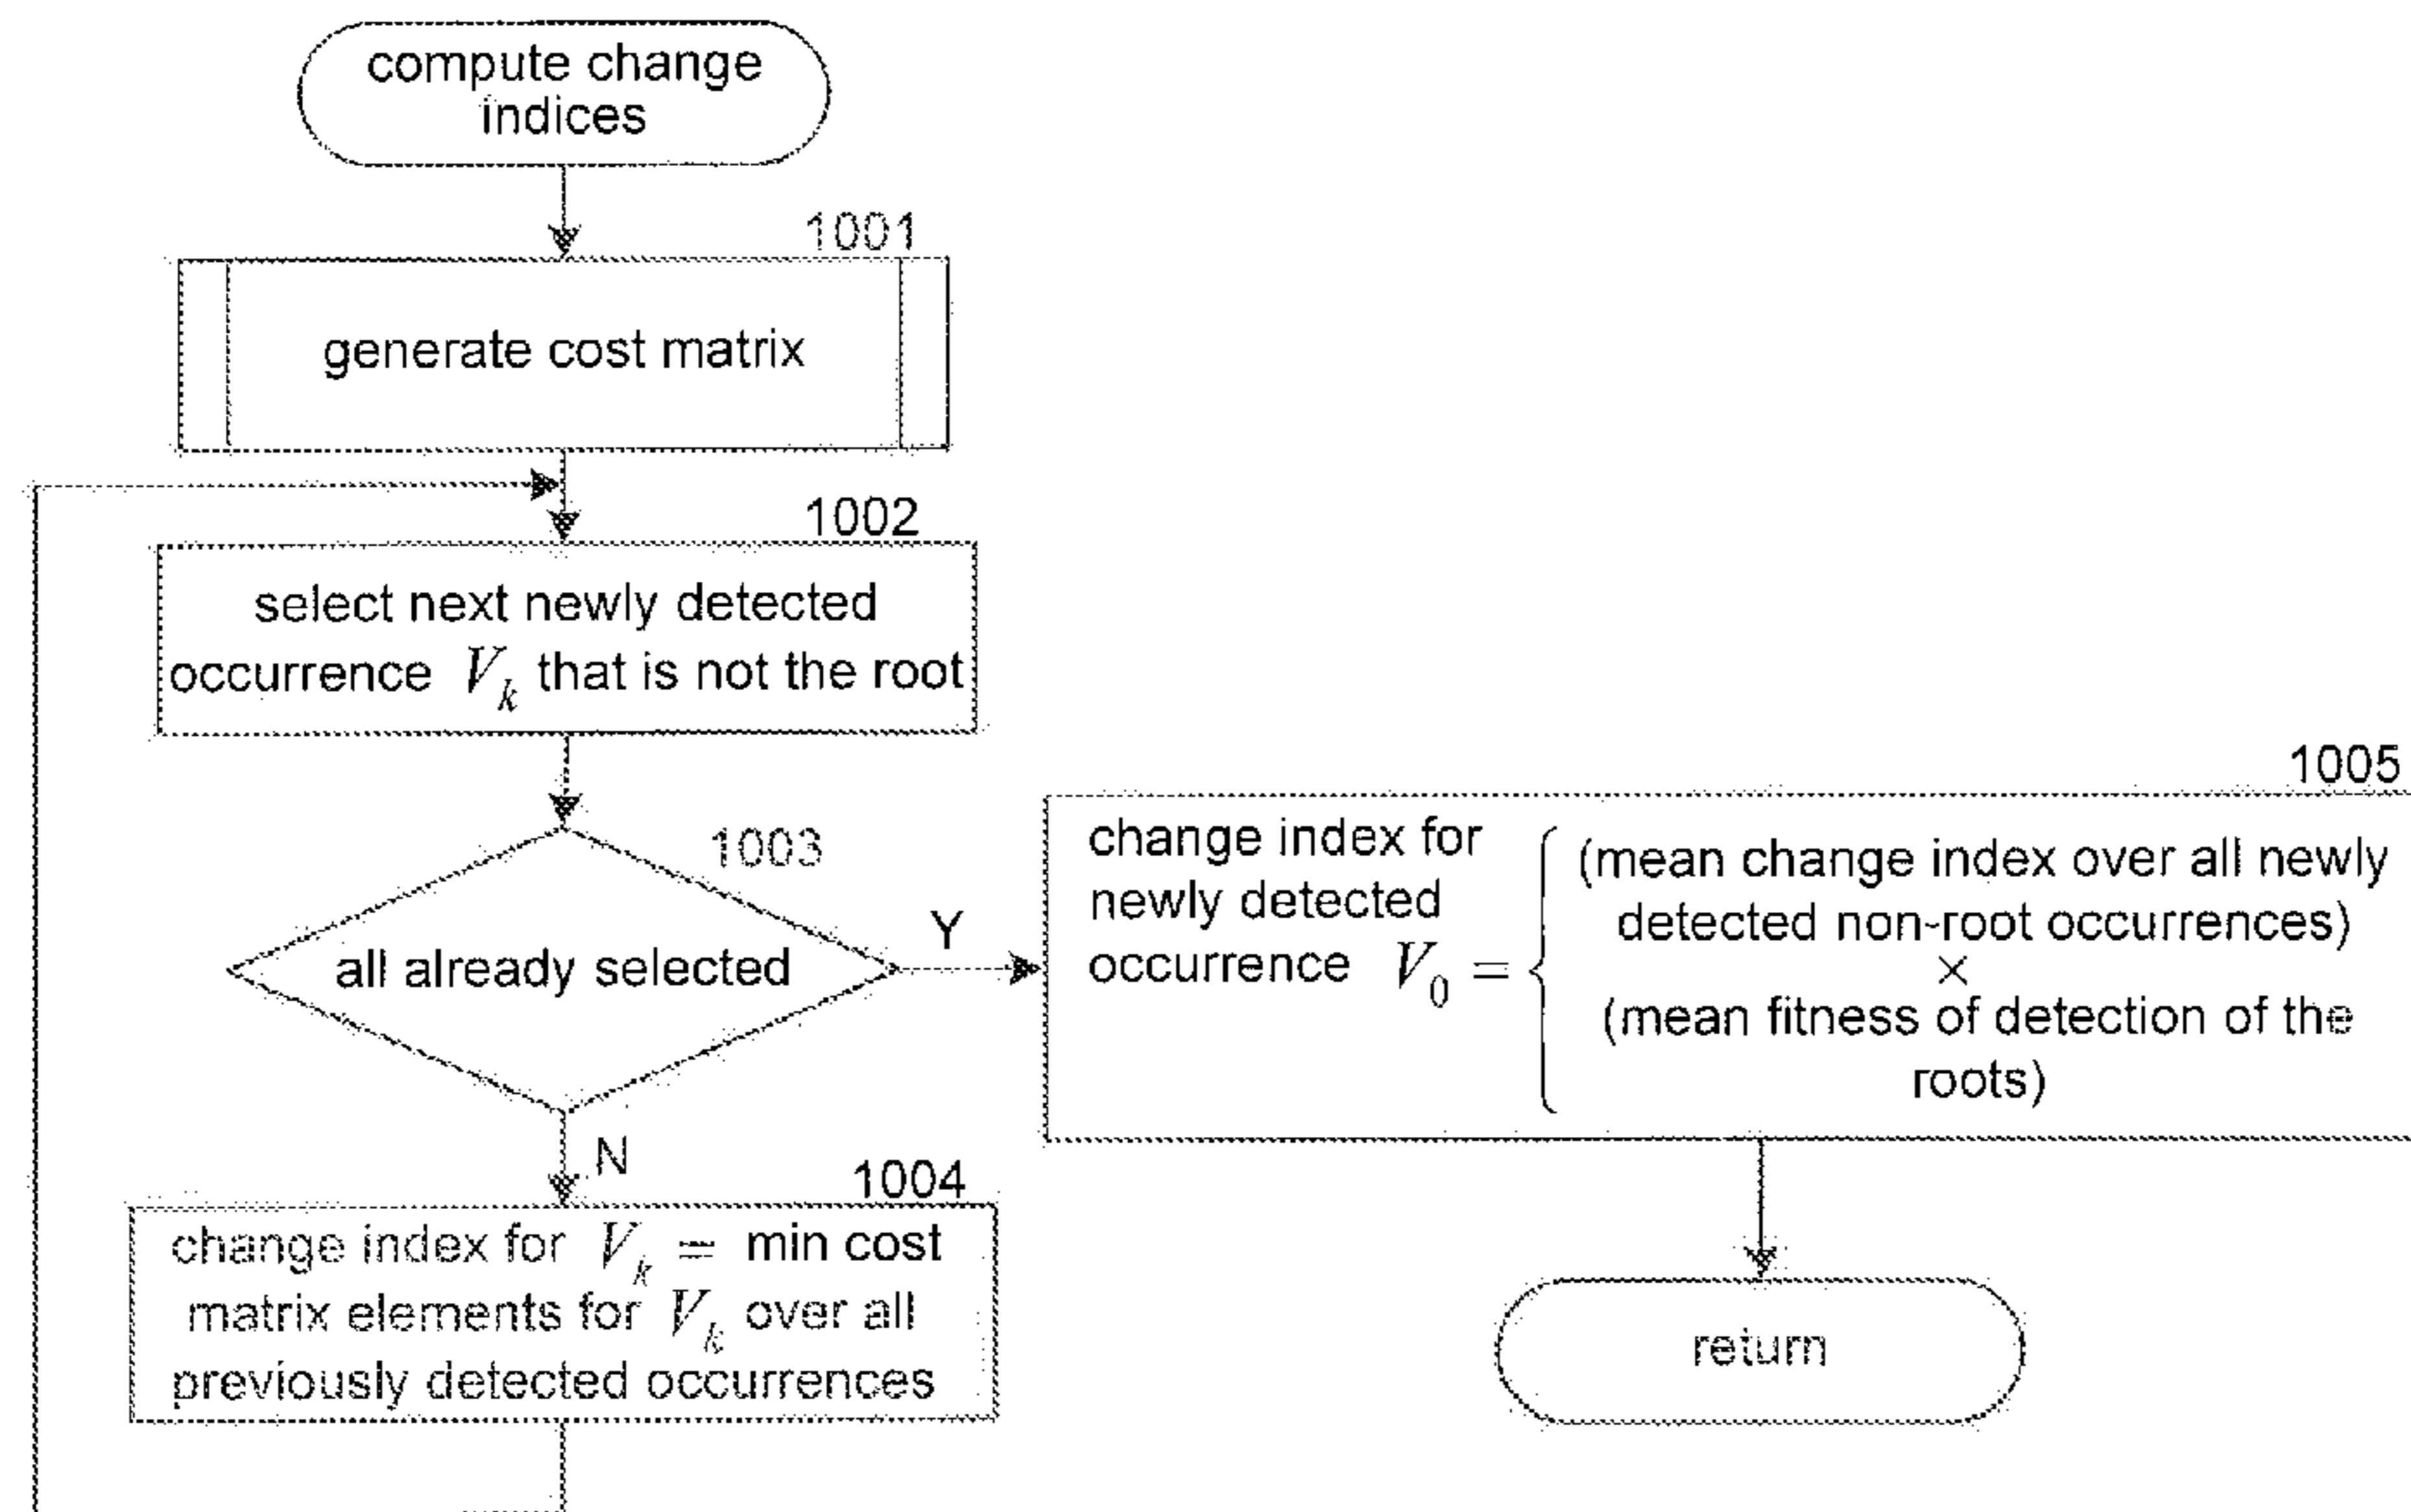 compute change
indices
1001
generate cost matrix
1002
select next newly detected
occurrence V_k that is not the root
1003
all already selected
Y
N
1004
change index for V_k = min cost
matrix elements for V_k over all
previously detected occurrences
1005
change index for
newly detected
occurrence V_0 =
(mean change index over all newly
detected non-root occurrences)
×
(mean fitness of detection of the
roots)
return